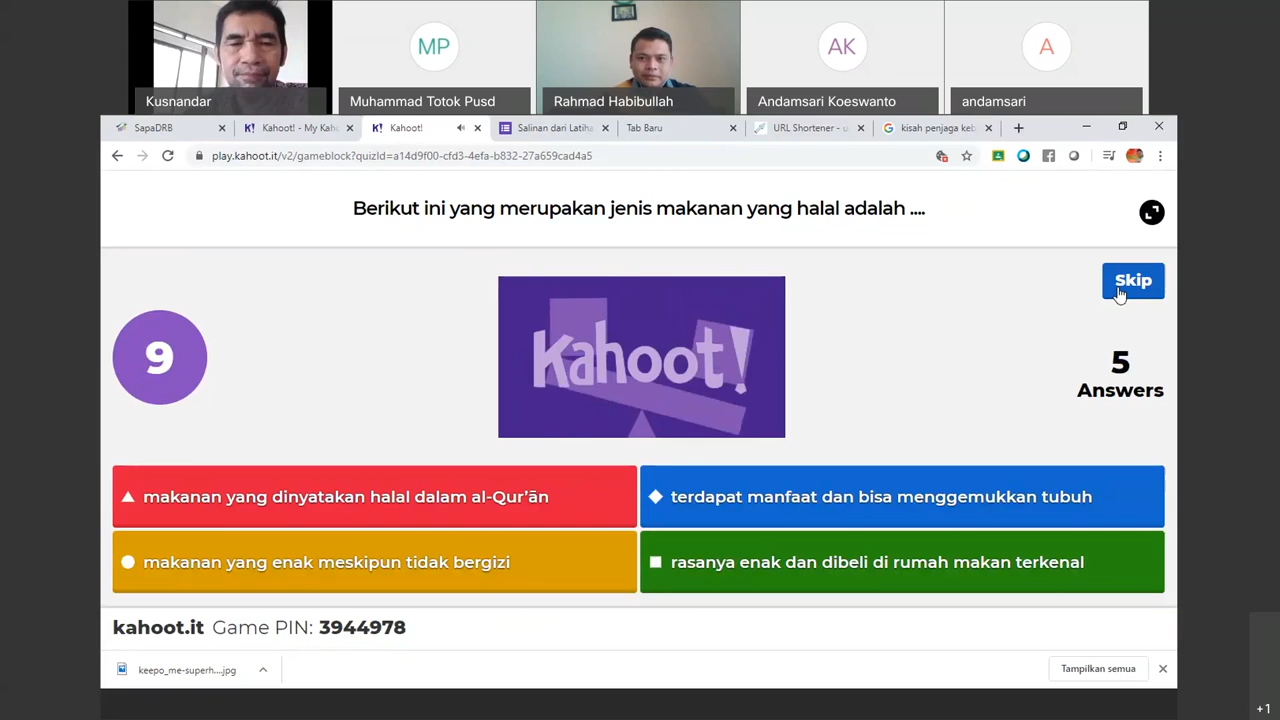 MP
AK
A
Kusnandar
Muhammad Totok Pusd
Rahmad Habibullah
Andamsari Koeswanto
andamsari
SapaDRB
Kahoot! - My Kaho
Kahoot!
Salinan dari Latiha
Tab Baru
URL Shortener - u
kisah penjaga keb
play.kahoot.it/v2/gameblock?quizId=a14d9f00-cfd3-4efa-b832-27a659cad4a5
Berikut ini yang merupakan jenis makanan yang halal adalah ....
Skip
9
Kahoot!
5
Answers
makanan yang dinyatakan halal dalam al-Qur’ān
terdapat manfaat dan bisa menggemukkan tubuh
makanan yang enak meskipun tidak bergizi
rasanya enak dan dibeli di rumah makan terkenal
kahoot.it Game PIN: 3944978
keepo_me-superh....jpg
Tampilkan semua
+1